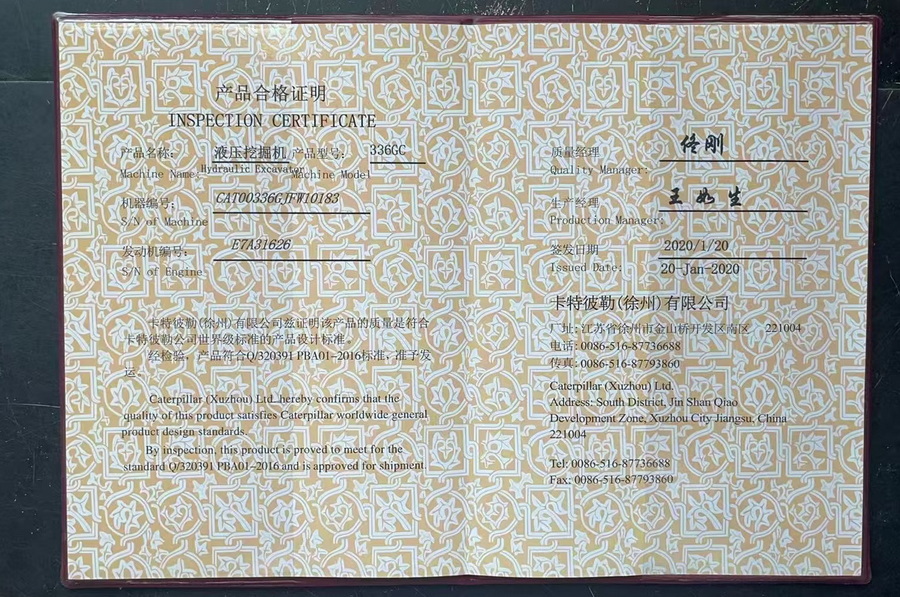 产品合格证明
INSPECTION CERTIFICATE
产品名称: 液压挖掘机 产品型号: 336GC
Machine Name: Hydraulic Excavator Machine Model
机器编号: CAT00336GJFW10183
S/N of Machine
发动机编号: E7A31626
S/N of Engine
卡特彼勒(徐州)有限公司兹证明该产品的质量是符合
卡特彼勒公司世界级标准的产品设计标准。
经检验, 产品符合Q/320391 PBA01-2016标准, 准予发
运。
Caterpillar (Xuzhou) Ltd. hereby confirms that the
quality of this product satisfies Caterpillar worldwide general
product design standards.
By inspection, this product is proved to meet for the
standard Q/320391 PBA01-2016 and is approved for shipment.
质量经理 佟刚
Quality Manager:
生产经理 王如生
Production Manager:
签发日期 2020/1/20
Issued Date: 20-Jan-2020
卡特彼勒(徐州)有限公司
厂址: 江苏省徐州市金山桥开发区南区 221004
电话: 0086-516-87736688
传真: 0086-516-87793860
Caterpillar (Xuzhou) Ltd.
Address: South District, Jin Shan Qiao
Development Zone, Xuzhou City Jiangsu, China
221004
Tel: 0086-516-87736688
Fax: 0086-516-87793860